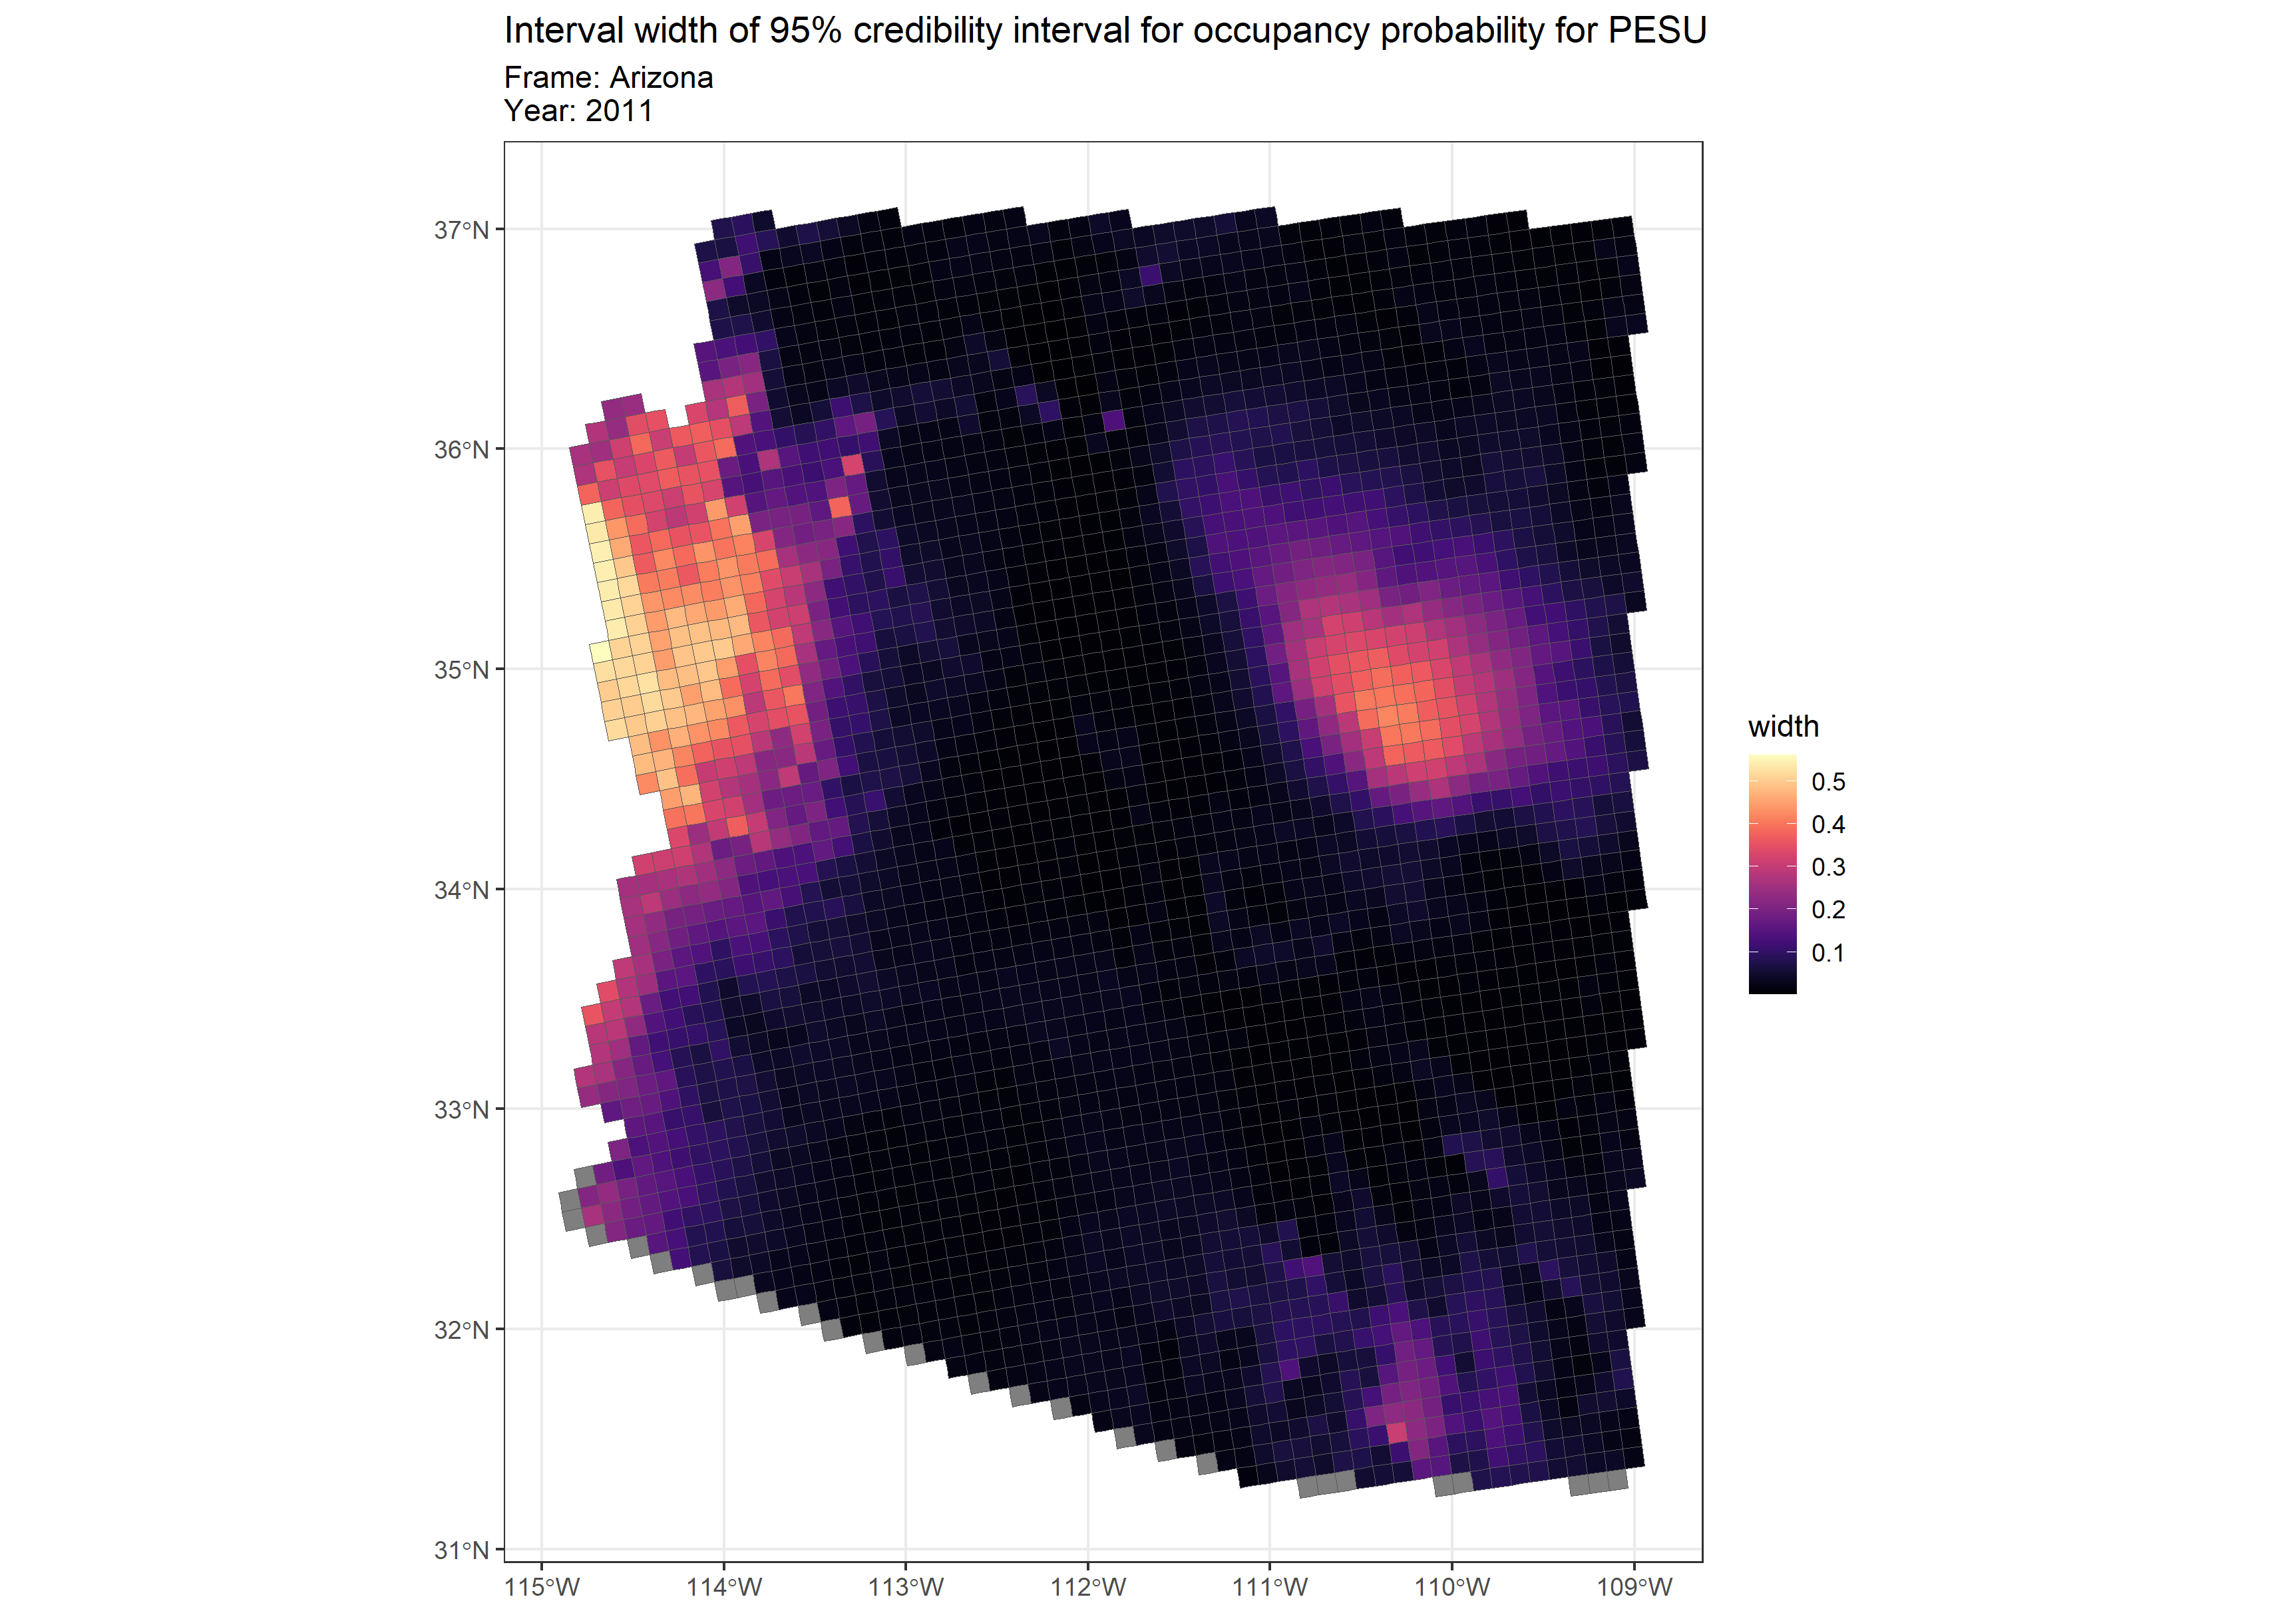 Interval width of 95% credibility interval for occupancy probability for PESU
Frame: Arizona
Year: 2011
37°N
36°N
35°N
34°N
33°N
32°N
31°N
115°W
114°W
113°W
112°W
111°W
110°W
109°W
width
0.5
0.4
0.3
0.2
0.1